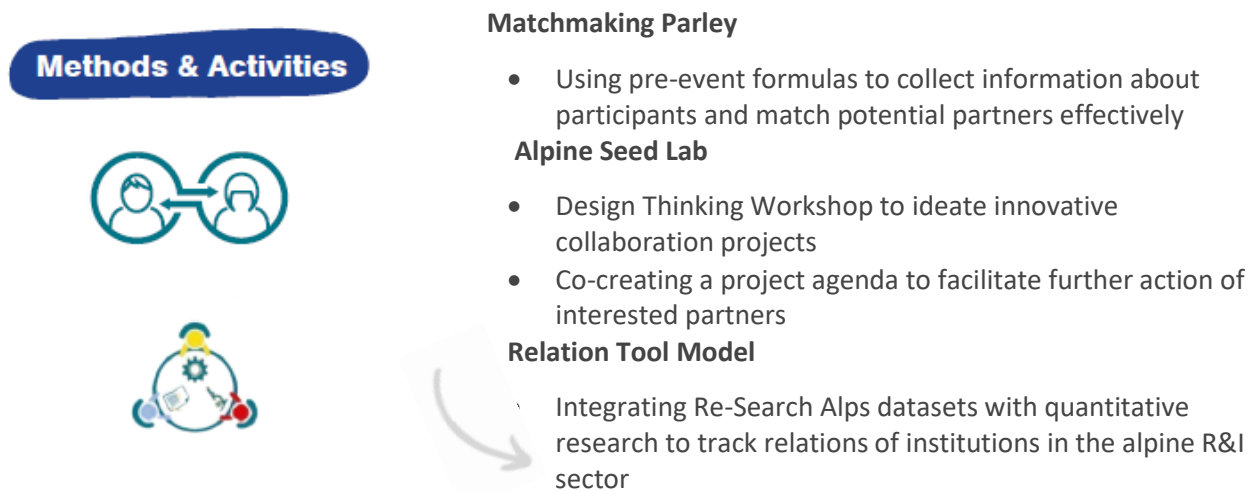 Methods & Activities
Matchmaking Parley
• Using pre-event formulas to collect information about
participants and match potential partners effectively
Alpine Seed Lab
• Design Thinking Workshop to ideate innovative
collaboration projects
• Co-creating a project agenda to facilitate further action of
interested partners
Relation Tool Model
• Integrating Re-Search Alps datasets with quantitative
research to track relations of institutions in the alpine R&I
sector